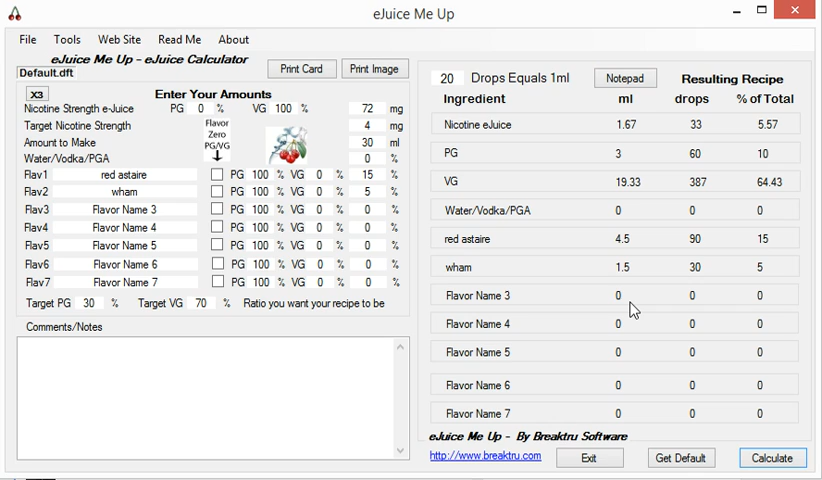 eJuice Me Up
File Tools Web Site Read Me About
eJuice Me Up - eJuice Calculator
Default.dft
Print Card
Print Image
X3
Enter Your Amounts
Nicotine Strength e-Juice PG 0 % VG 100 % 72 mg
Target Nicotine Strength 4 mg
Flavor
Zero
PG/VG
Amount to Make 30 ml
Water/Vodka/PGA 0 %
Flav1 red astaire PG 100 % VG 0 % 15 %
Flav2 wham PG 100 % VG 0 % 5 %
Flav3 Flavor Name 3 PG 100 % VG 0 % 0 %
Flav4 Flavor Name 4 PG 100 % VG 0 % 0 %
Flav5 Flavor Name 5 PG 100 % VG 0 % 0 %
Flav6 Flavor Name 6 PG 100 % VG 0 % 0 %
Flav7 Flavor Name 7 PG 100 % VG 0 % 0 %
Target PG 30 % Target VG 70 % Ratio you want your recipe to be
Comments/Notes
20 Drops Equals 1ml
Notepad
Resulting Recipe
Ingredient ml drops % of Total
Nicotine eJuice 1.67 33 5.57
PG 3 60 10
VG 19.33 387 64.43
Water/Vodka/PGA 0 0 0
red astaire 4.5 90 15
wham 1.5 30 5
Flavor Name 3 0 0 0
Flavor Name 4 0 0 0
Flavor Name 5 0 0 0
Flavor Name 6 0 0 0
Flavor Name 7 0 0 0
eJuice Me Up - By Breaktru Software
http://www.breaktru.com
Exit
Get Default
Calculate